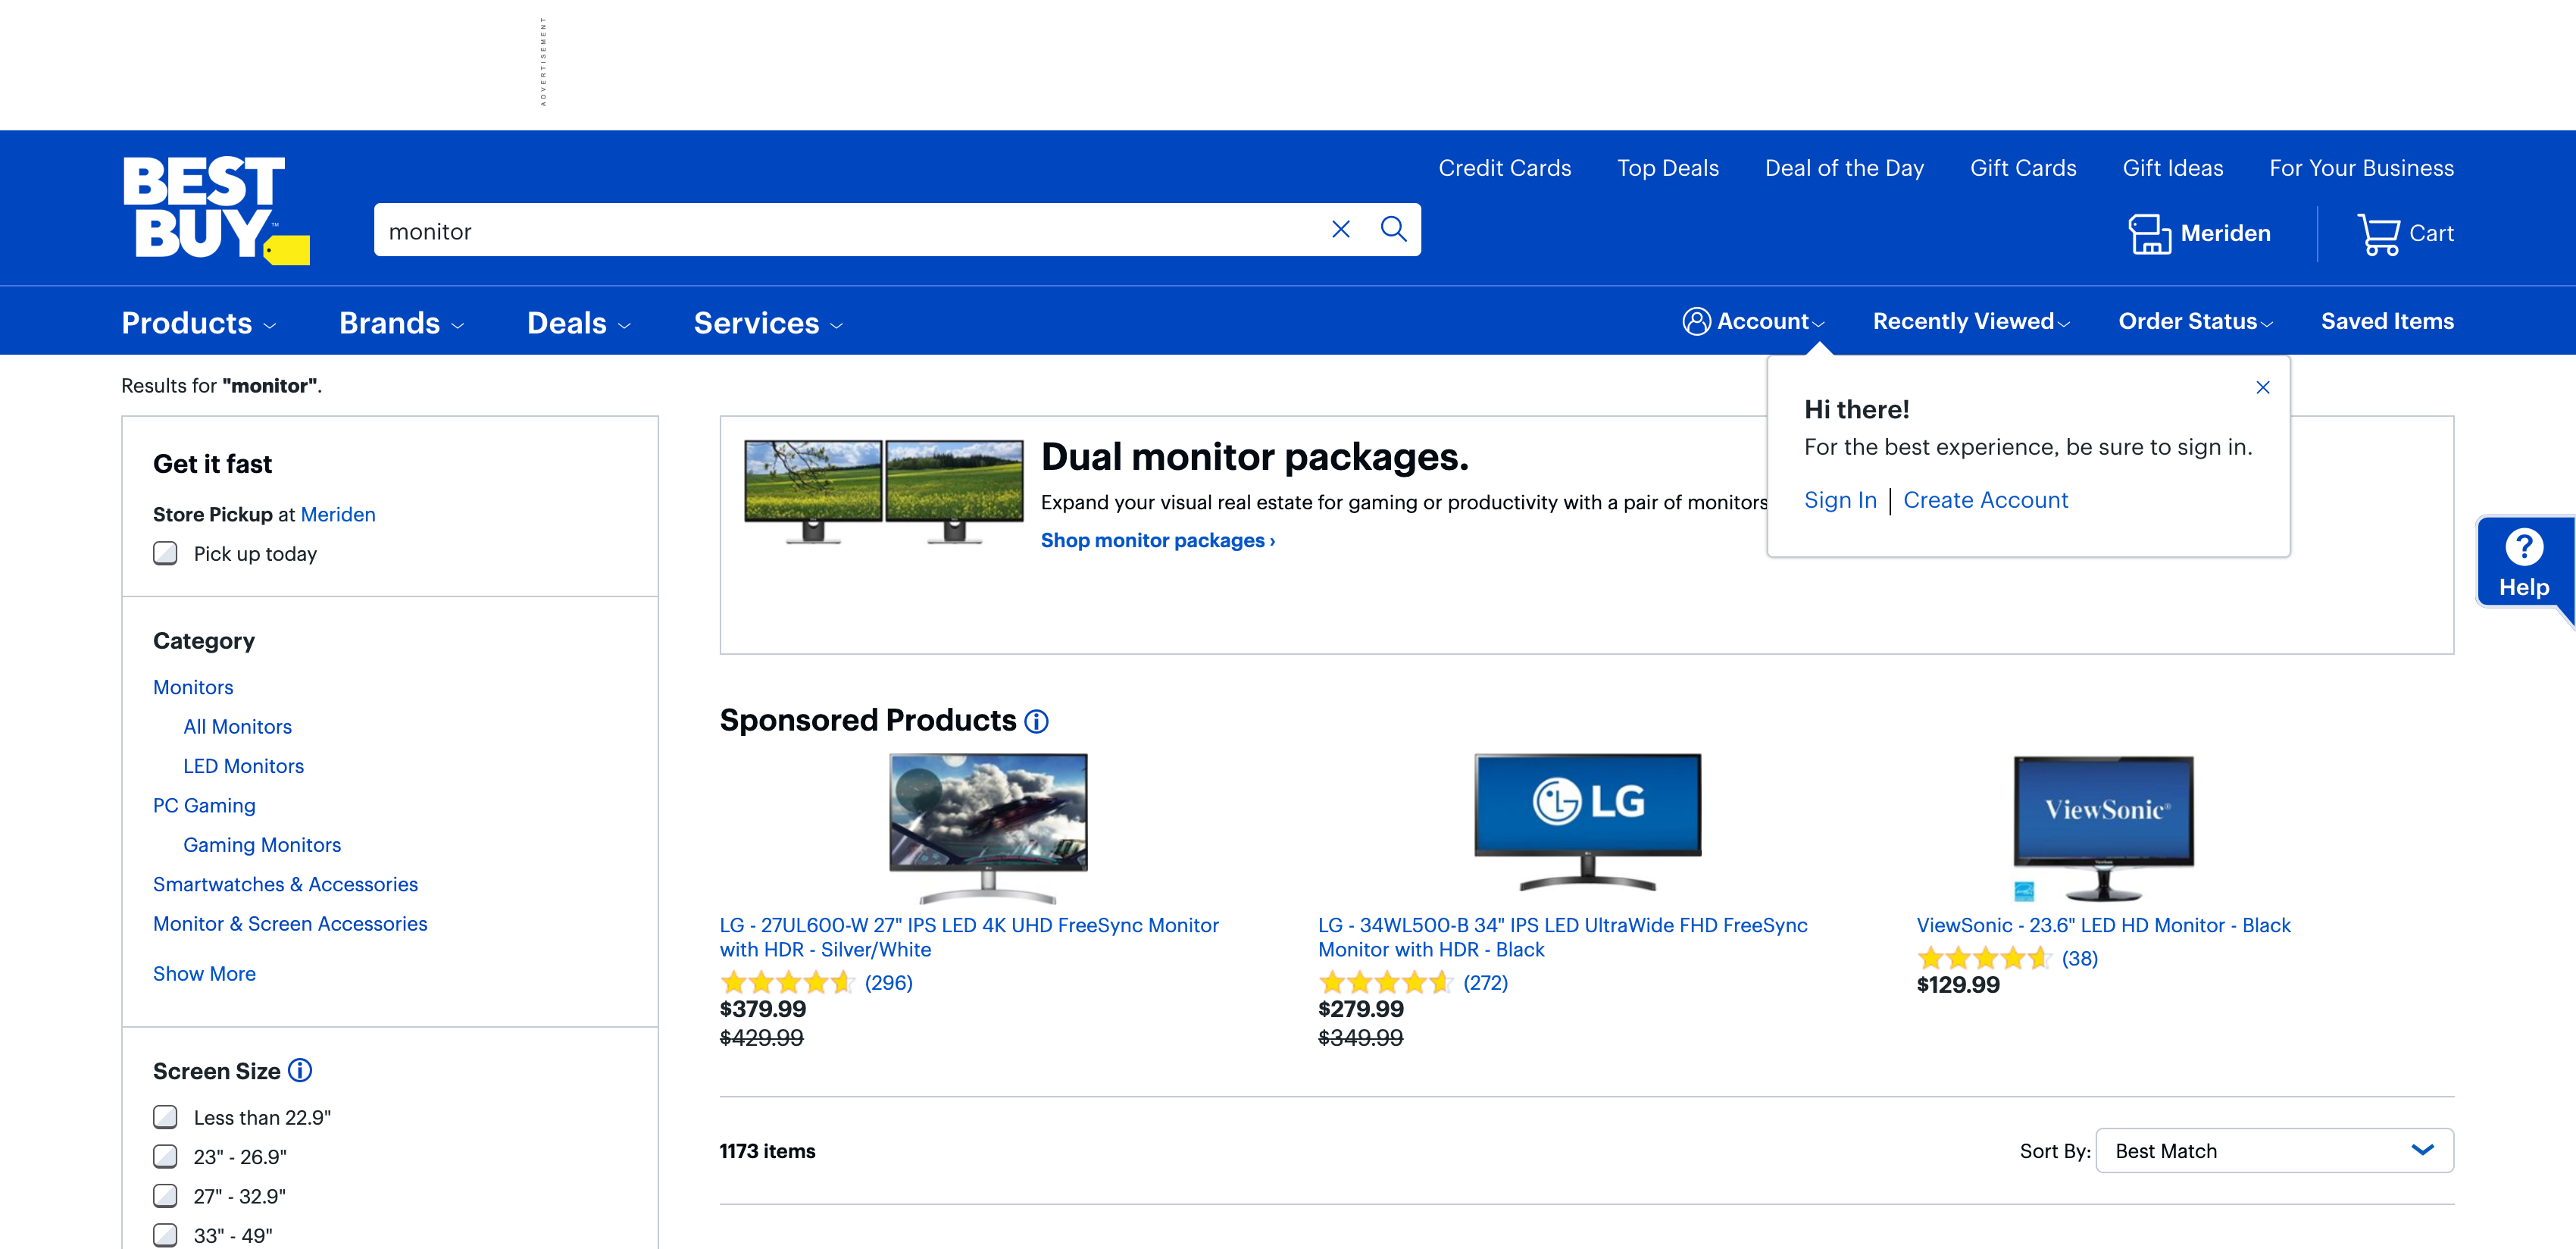 ADVERTISEMENT
BEST
BUY™
Credit Cards
Top Deals
Deal of the Day
Gift Cards
Gift Ideas
For Your Business
monitor
Meriden
Cart
Products
Brands
Deals
Services
Account
Recently Viewed
Order Status
Saved Items
Results for "monitor".
Hi there!
For the best experience, be sure to sign in.
Sign In | Create Account
Get it fast
Store Pickup at Meriden
Pick up today
Category
Monitors
All Monitors
LED Monitors
PC Gaming
Gaming Monitors
Smartwatches & Accessories
Monitor & Screen Accessories
Show More
Screen Size
Less than 22.9"
23" - 26.9"
27" - 32.9"
33" - 49"
Dual monitor packages.
Expand your visual real estate for gaming or productivity with a pair of monitors
Shop monitor packages ›
?
Help
Sponsored Products
LG
ViewSonic®
LG - 27UL600-W 27" IPS LED 4K UHD FreeSync Monitor
with HDR - Silver/White
(296)
$379.99
$429.99
LG - 34WL500-B 34" IPS LED UltraWide FHD FreeSync
Monitor with HDR - Black
(272)
$279.99
$349.99
ViewSonic - 23.6" LED HD Monitor - Black
(38)
$129.99
1173 items
Sort By:
Best Match